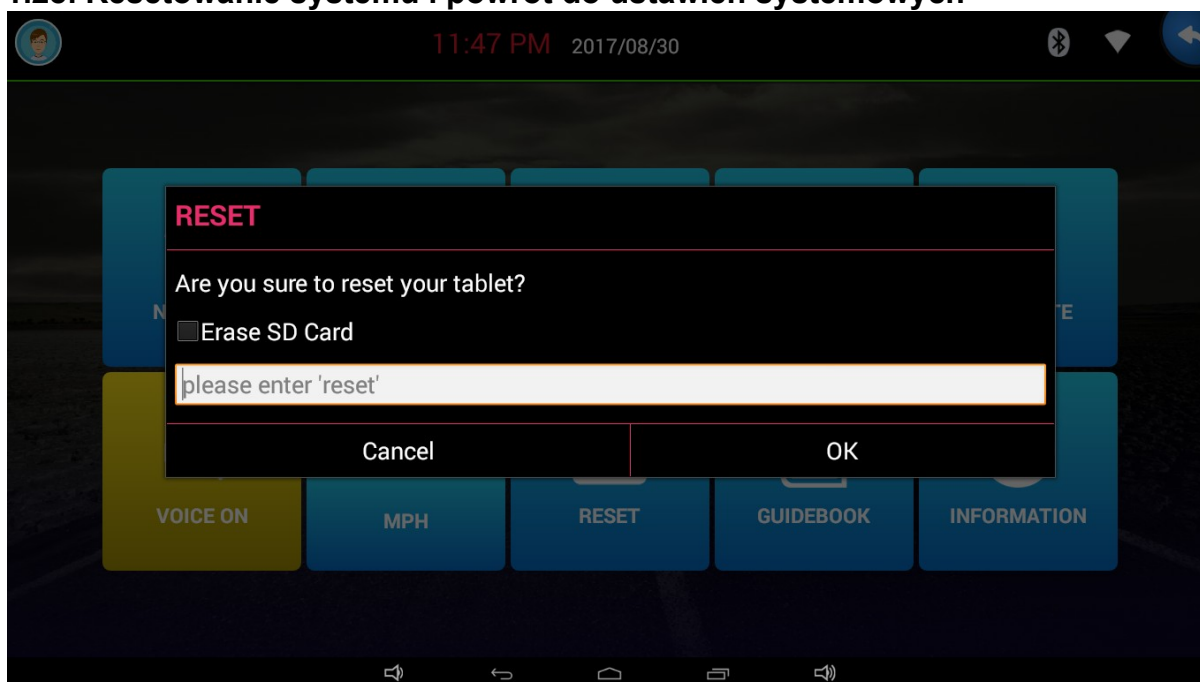 11:47 PM 2017/08/30
RESET
Are you sure to reset your tablet?
Erase SD Card
please enter 'reset'
Cancel OK
VOICE ON MPH RESET GUIDEBOOK INFORMATION